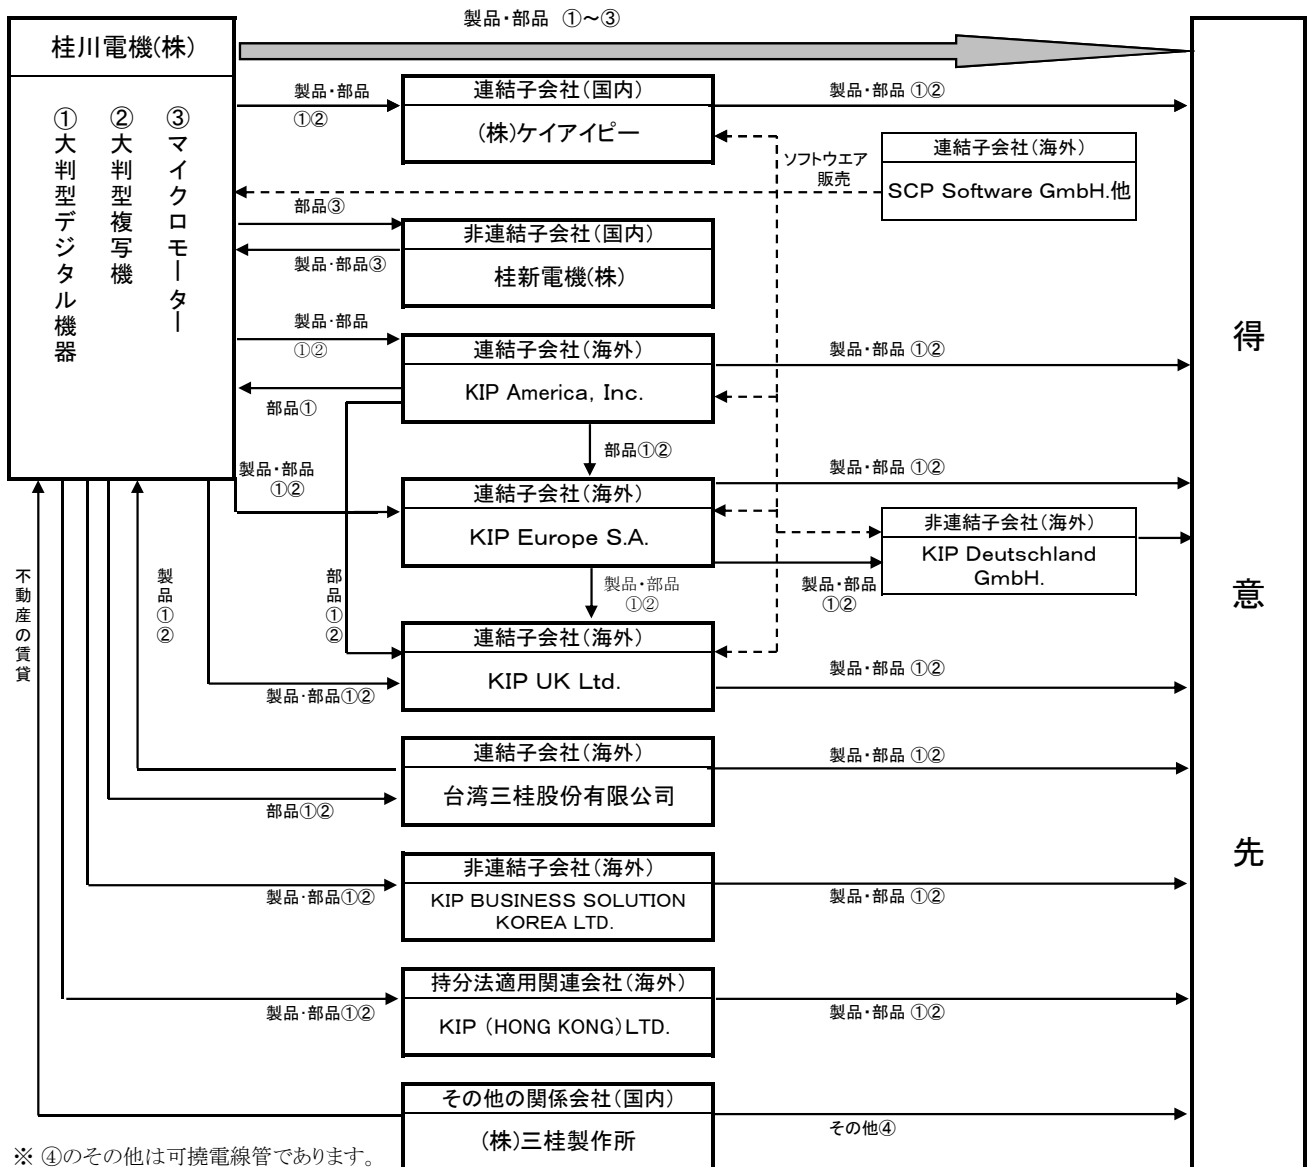 製品・部品 ①～③
桂川電機(株)
①大判型デジタル機器
②大判型複写機
③マイクロモーター
製品・部品
①②
連結子会社(国内)
(株)ケイアイピー
製品・部品 ①②
ソフトウエア
販売
連結子会社(海外)
SCP Software GmbH.他
部品③
製品・部品③
非連結子会社(国内)
桂新電機(株)
製品・部品
①②
部品①
連結子会社(海外)
KIP America, Inc.
製品・部品 ①②
部品①②
製品・部品
①②
連結子会社(海外)
KIP Europe S.A.
製品・部品 ①②
非連結子会社(海外)
KIP Deutschland
GmbH.
製品・部品
①②
製品・部品
①②
不動産の賃貸
製品①②
部品①②
連結子会社(海外)
KIP UK Ltd.
製品・部品①②
製品・部品 ①②
連結子会社(海外)
台湾三桂股份有限公司
部品①②
製品・部品 ①②
非連結子会社(海外)
KIP BUSINESS SOLUTION
KOREA LTD.
製品・部品①②
製品・部品 ①②
持分法適用関連会社(海外)
KIP (HONG KONG)LTD.
製品・部品①②
製品・部品 ①②
その他の関係会社(国内)
(株)三桂製作所
その他④
得意先
※ ④のその他は可撓電線管であります。